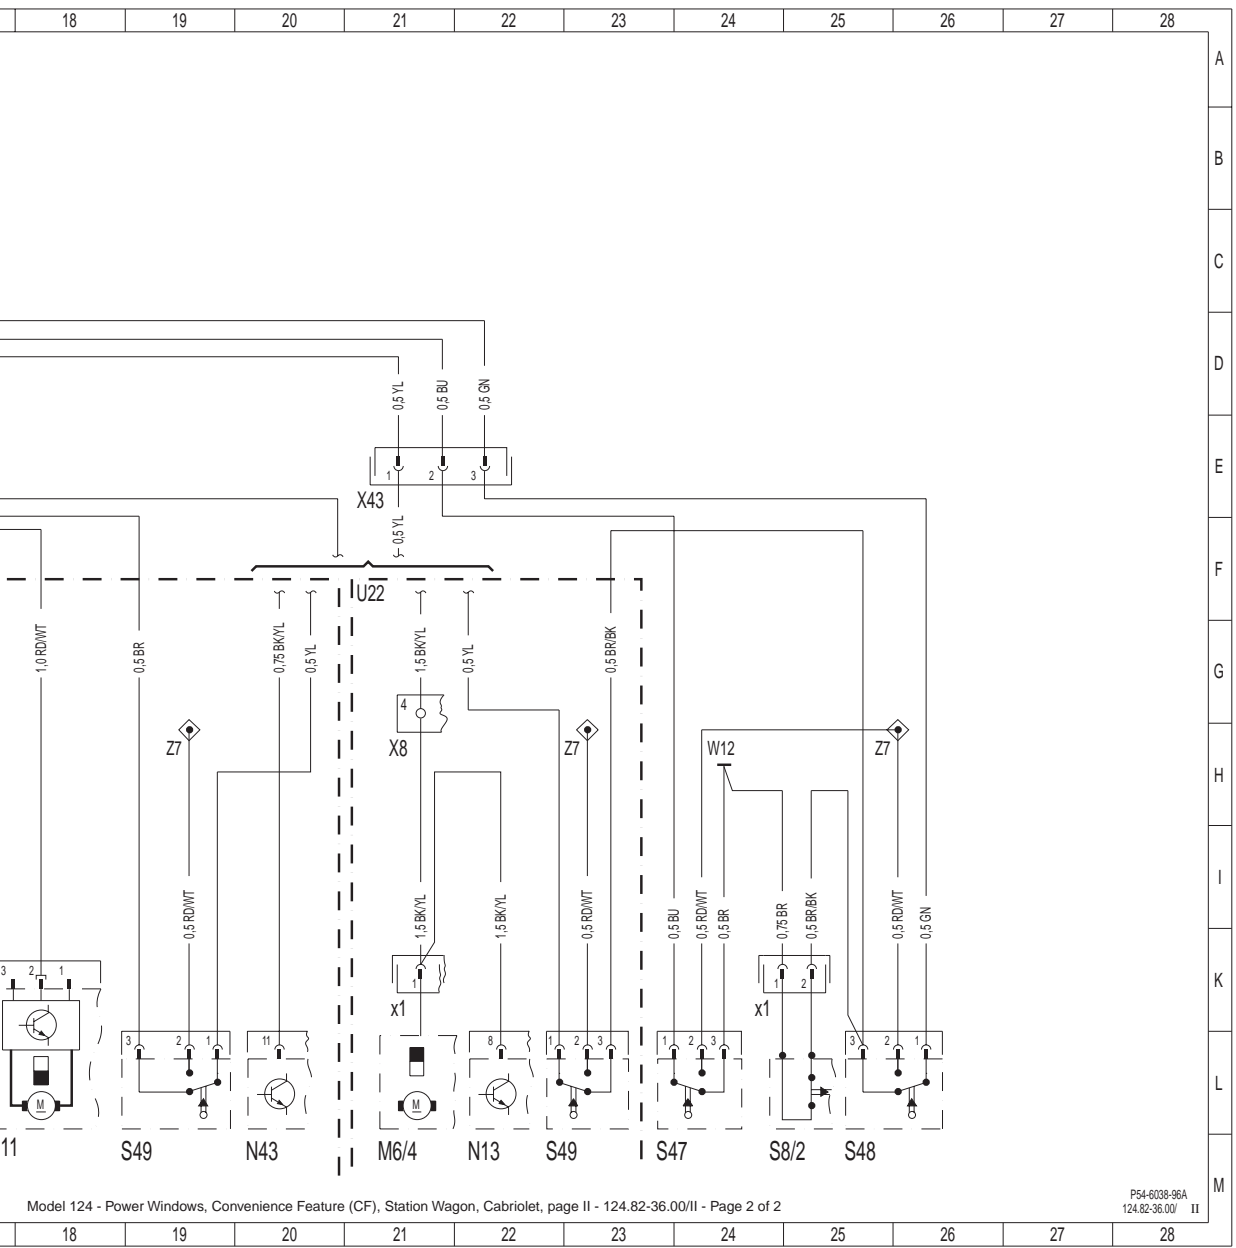 18 19 20 21 22 23 24 25 26 27 28
A
B
C
D
0,5 YL 0,5 BU 0,5 GN
E
1 2 3
X43
0,5 YL
F
U22
1,0 RD/WT 0,5 BR 0,75 BK/YL 0,5 YL 1,5 BK/YL 0,5 YL 0,5 BR/BK
G
4
X8
Z7 Z7 W12 Z7
H
I
0,5 RD/WT 1,5 BK/YL 1,5 BK/YL 0,5 RD/WT 0,5 BU 0,5 RD/WT 0,5 BR 0,75 BR 0,5 BR/BK 0,5 RD/WT 0,5 GN
K
3 2 1 1 1 2
x1 x1
3 2 1 11 8 1 2 3 1 2 3 3 2 1
L
M M
11 S49 N43 M6/4 N13 S49 S47 S8/2 S48
M
Model 124 - Power Windows, Convenience Feature (CF), Station Wagon, Cabriolet, page II - 124.82-36.00/II - Page 2 of 2
P54-6038-96A
124.82-36.00/ II
18 19 20 21 22 23 24 25 26 27 28